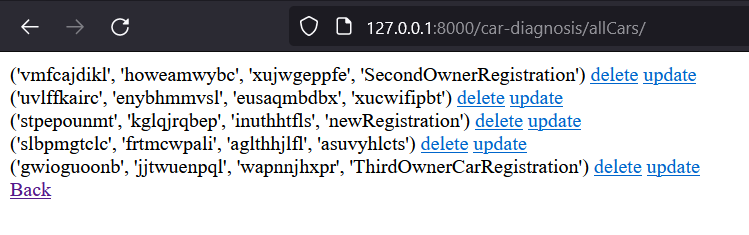 127.0.0.1:8000/car-diagnosis/allCars/
('vmfcajdikl', 'howeamwybc', 'xujwgeppfe', 'SecondOwnerRegistration') delete update
('uvlffkairc', 'enybhmmvsl', 'eusaqmbdbx', 'xucwifipbt') delete update
('stpepounmt', 'kglqjrqbep', 'inuthhtfls', 'newRegistration') delete update
('slbpmgtclc', 'frtmcwpali', 'aglthhjlfl', 'asuvyhlcts') delete update
('gwioguoonb', 'jjtwuenpql', 'wapnnjhxpr', 'ThirdOwnerCarRegistration') delete update
Back